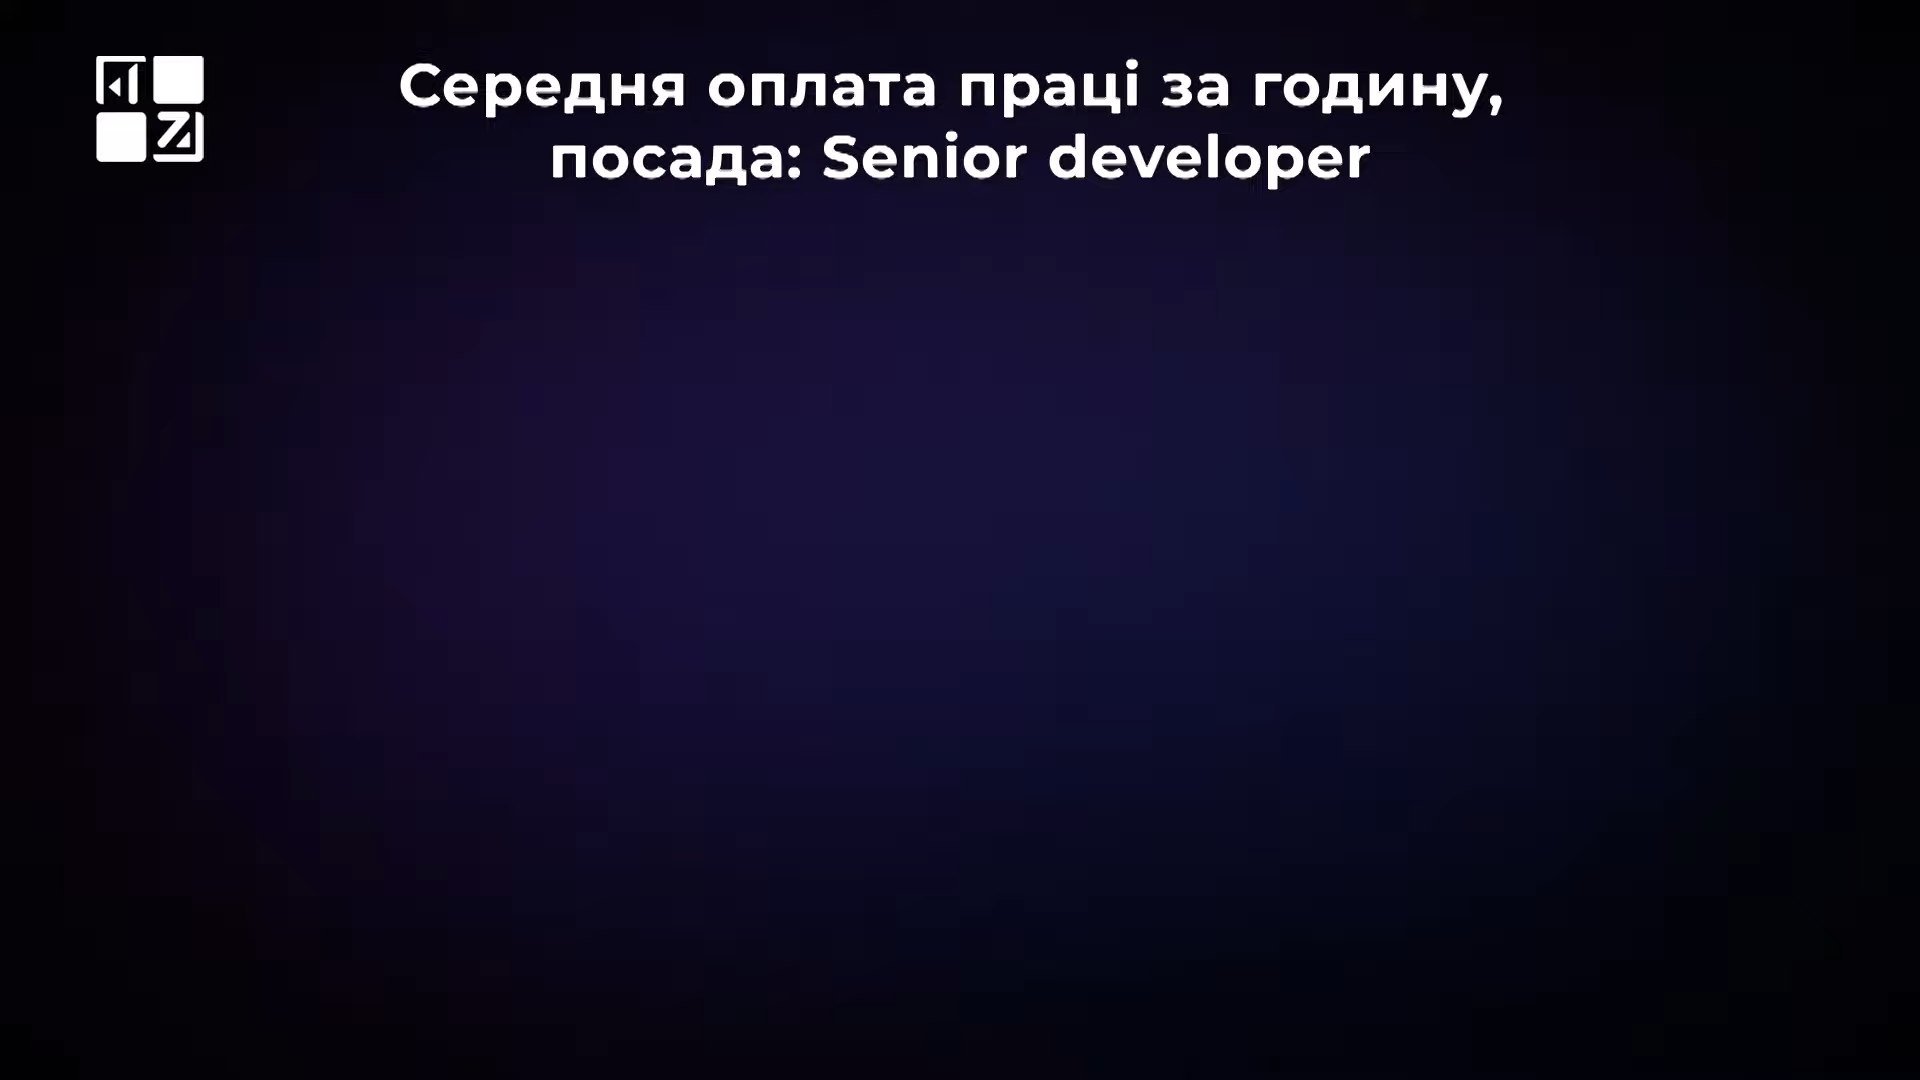 Середня оплата праці за годину,
посада: Senior developer